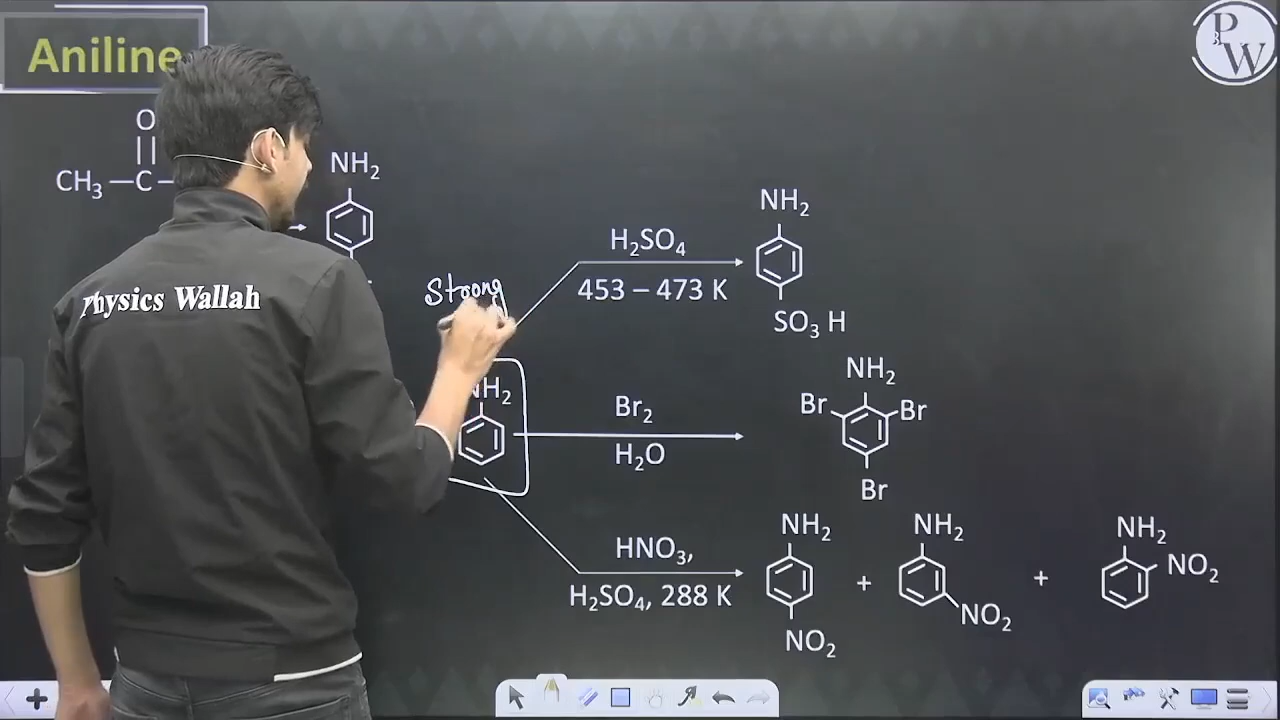 Aniline
PW
O
CH₃ — C —
NH₂
Physics Wallah
Strong
H₂SO₄
453 – 473 K
NH₂
SO₃ H
NH₂
Br₂
H₂O
NH₂
Br
Br
Br
HNO₃,
H₂SO₄, 288 K
NH₂
NO₂
+
NH₂
NO₂
+
NH₂
NO₂